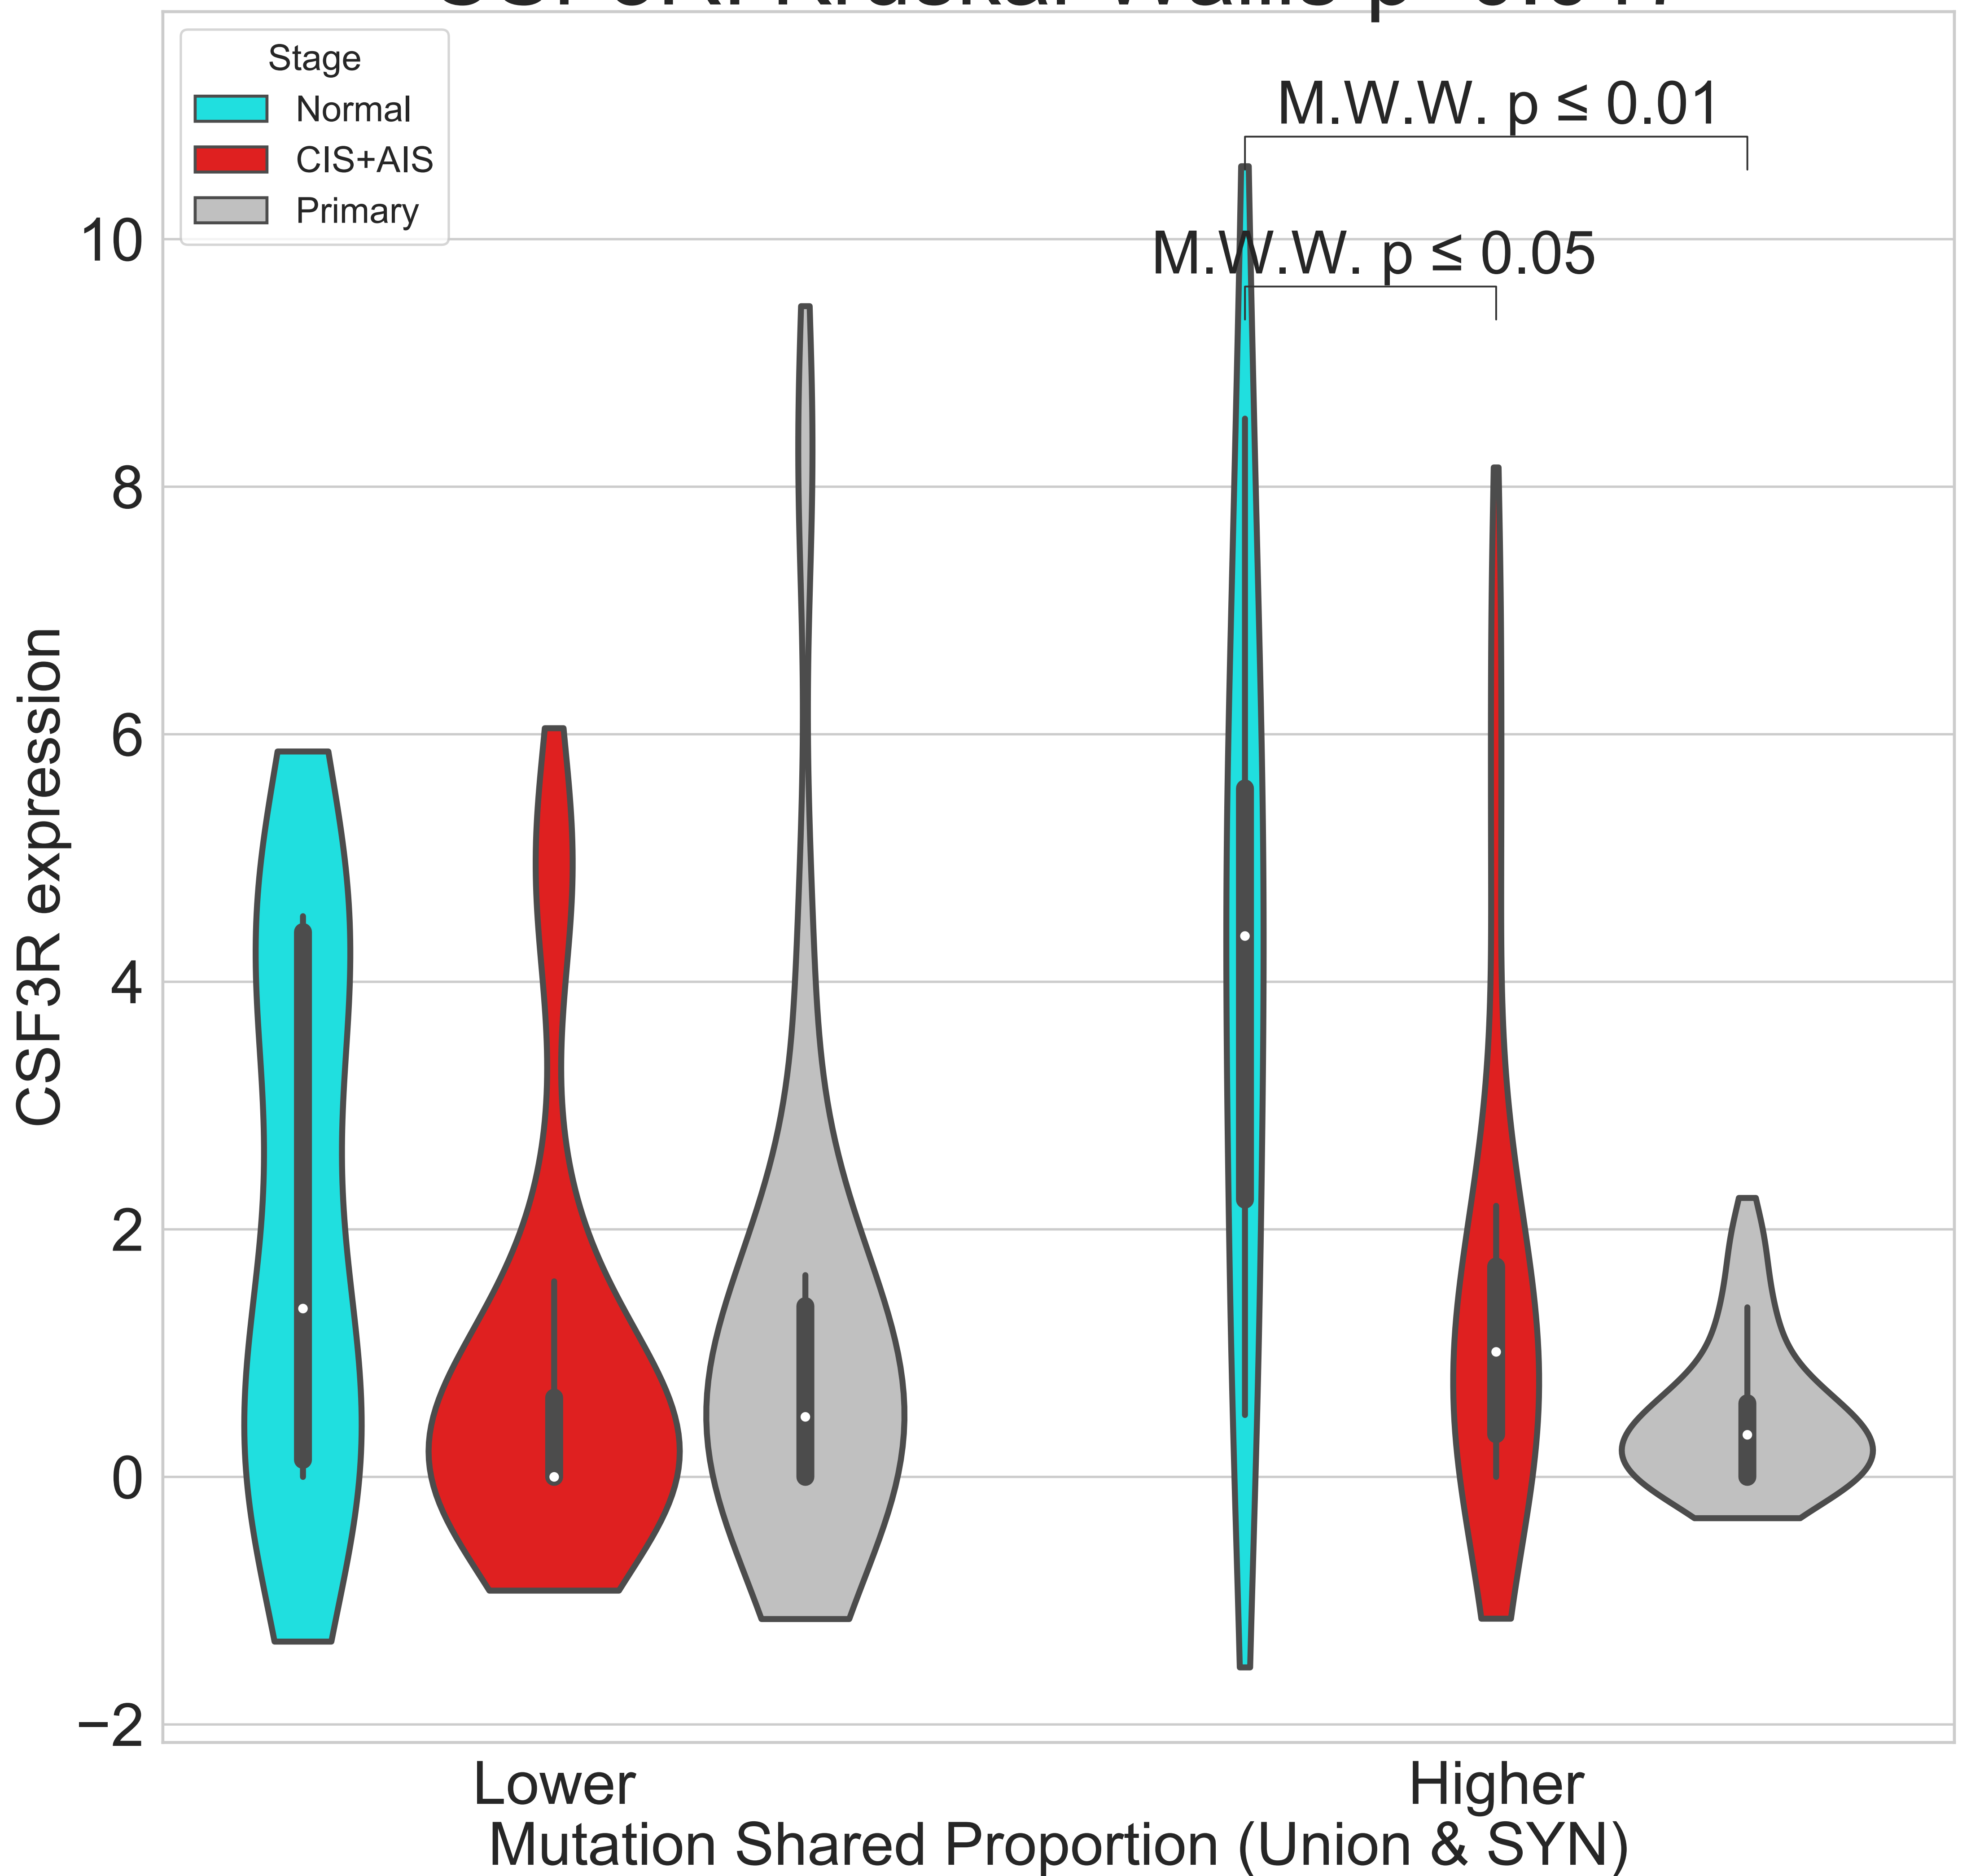 Stage
Normal
CIS+AIS
Primary
M.W.W. p ≤ 0.01
M.W.W. p ≤ 0.05
10
8
6
4
2
0
−2
CSF3R expression
Lower
Higher
Mutation Shared Proportion (Union & SYN)